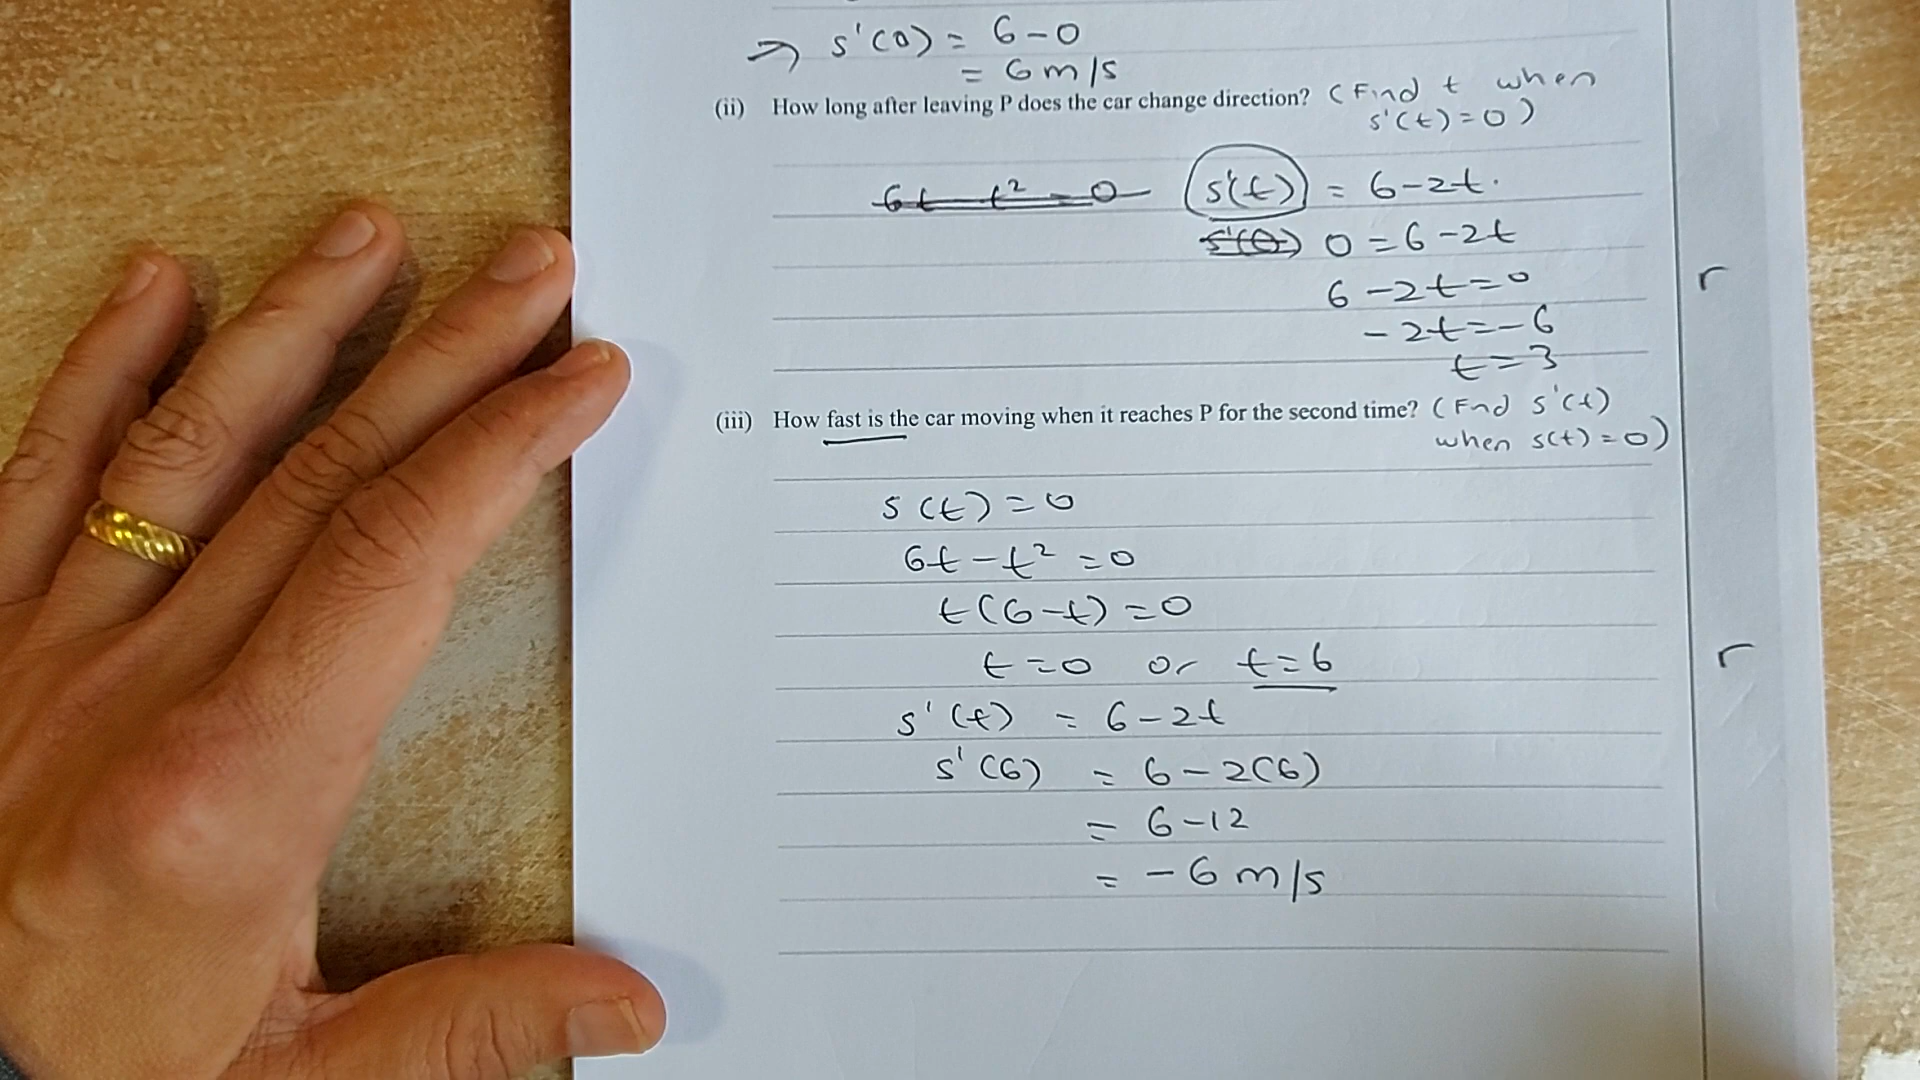 ⇒ s'(0) = 6 - 0
= 6 m/s
(ii) How long after leaving P does the car change direction? (Find t when
s'(t) = 0)
6t - t² = 0 s'(t) = 6 - 2t.
s'(0) 0 = 6 - 2t
6 - 2t = 0
- 2t = - 6
t = 3
(iii) How fast is the car moving when it reaches P for the second time? (Find s'(t)
when s(t) = 0)
s(t) = 0
6t - t² = 0
t(6 - t) = 0
t = 0 or t = 6
s'(t) = 6 - 2t
s'(6) = 6 - 2(6)
= 6 - 12
= - 6 m/s